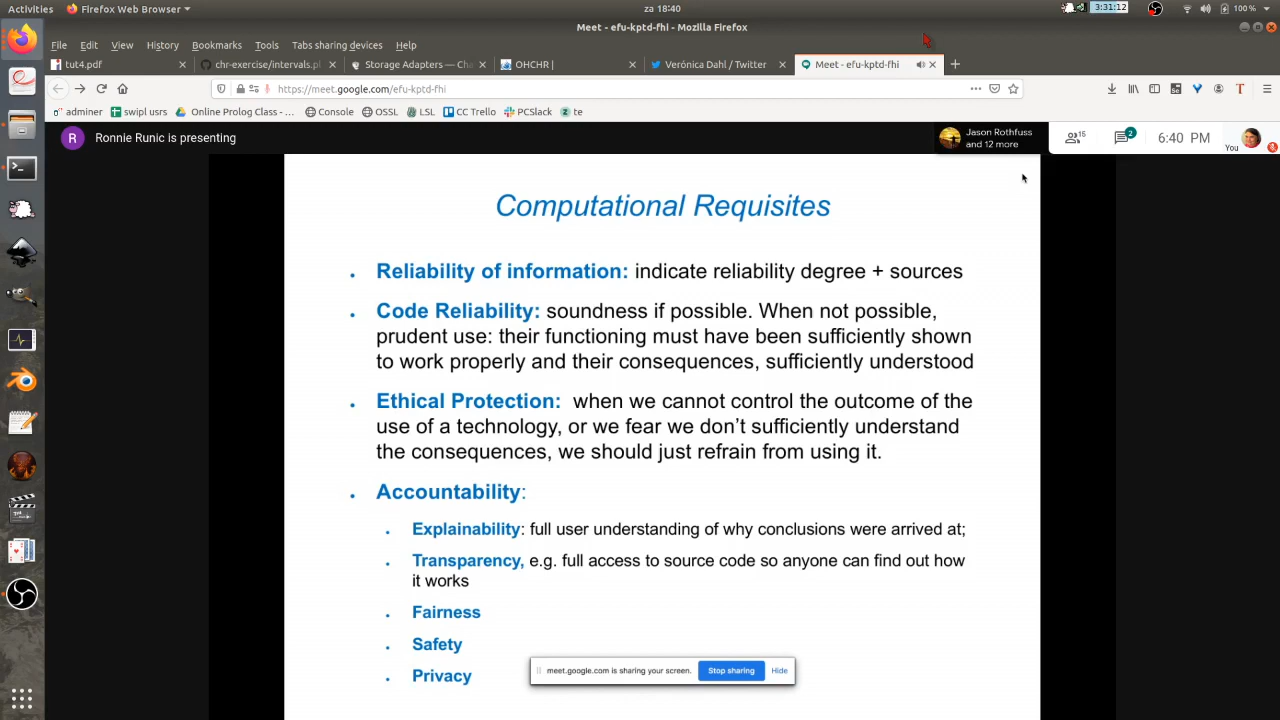 Activities
Firefox Web Browser
za 18:40
3:31:12
100 %
Meet - efu-kptd-fhi - Mozilla Firefox
File Edit View History Bookmarks Tools Tabs sharing devices Help
tut4.pdf
chr-exercise/intervals.pl
Storage Adapters — Cha
OHCHR |
Verónica Dahl / Twitter
Meet - efu-kptd-fhi
https://meet.google.com/efu-kptd-fhi
adminer
swipl users
Online Prolog Class - ...
Console
OSSL
LSL
CC Trello
PCSlack
te
R
Ronnie Runic is presenting
Jason Rothfuss
and 12 more
15
2
6:40 PM
You
Computational Requisites
• Reliability of information: indicate reliability degree + sources
• Code Reliability: soundness if possible. When not possible,
prudent use: their functioning must have been sufficiently shown
to work properly and their consequences, sufficiently understood
• Ethical Protection: when we cannot control the outcome of the
use of a technology, or we fear we don’t sufficiently understand
the consequences, we should just refrain from using it.
• Accountability:
• Explainability: full user understanding of why conclusions were arrived at;
• Transparency, e.g. full access to source code so anyone can find out how
it works
• Fairness
• Safety
• Privacy
meet.google.com is sharing your screen.
Stop sharing
Hide